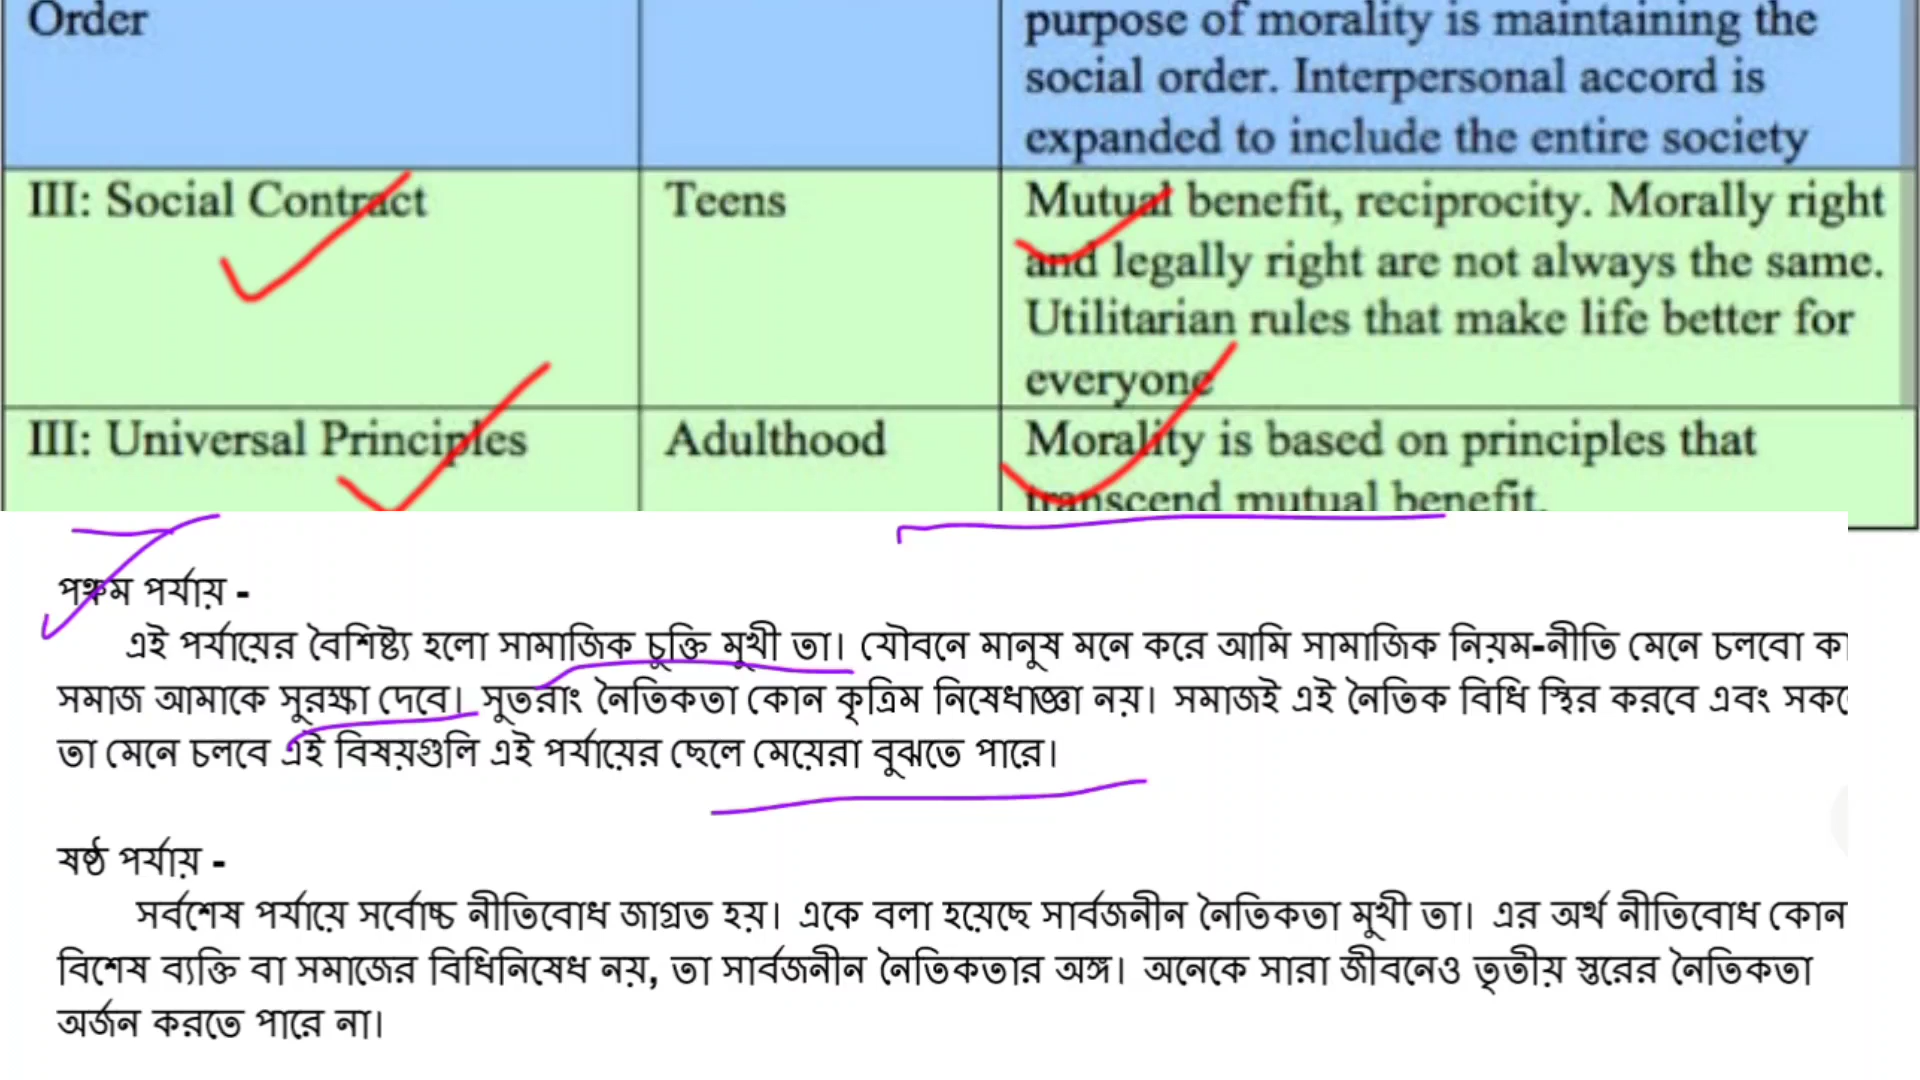 Order
purpose of morality is maintaining the
social order. Interpersonal accord is
expanded to include the entire society
III: Social Contract
Teens
Mutual benefit, reciprocity. Morally right
and legally right are not always the same.
Utilitarian rules that make life better for
everyone
III: Universal Principles
Adulthood
Morality is based on principles that
transcend mutual benefit.
পঞ্চম পর্যায় -
এই পর্যায়ের বৈশিষ্ট্য হলো সামাজিক চুক্তি মুখী তা। যৌবনে মানুষ মনে করে আমি সামাজিক নিয়ম-নীতি মেনে চলবো
সমাজ আমাকে সুরক্ষা দেবে। সুতরাং নৈতিকতা কোন কৃত্রিম নিষেধাজ্ঞা নয়। সমাজই এই নৈতিক বিধি স্থির করবে এবং
তা মেনে চলবে এই বিষয়গুলি এই পর্যায়ের ছেলে মেয়েরা বুঝতে পারে।
ষষ্ঠ পর্যায় -
সর্বশেষ পর্যায়ে সর্বোচ্চ নীতিবোধ জাগ্রত হয়। একে বলা হয়েছে সার্বজনীন নৈতিকতা মুখী তা। এর অর্থ নীতিবোধ কোন
বিশেষ ব্যক্তি বা সমাজের বিধিনিষেধ নয়, তা সার্বজনীন নৈতিকতার অঙ্গ। অনেকে সারা জীবনেও তৃতীয় স্তরের নৈতিকতা
অর্জন করতে পারে না।